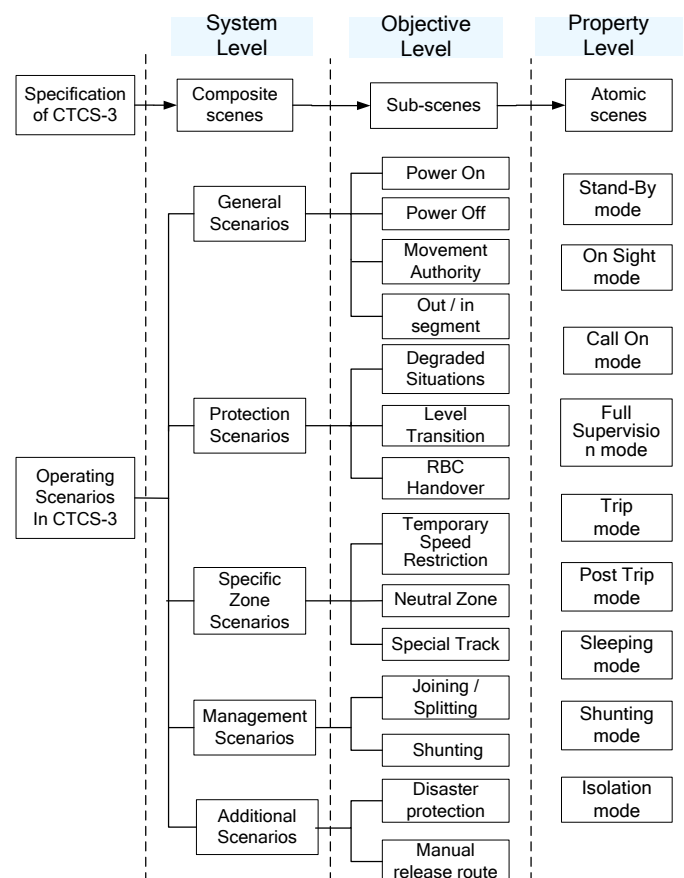 System
Level
Objective
Level
Property
Level
Specification
of CTCS-3
Composite
scenes
Sub-scenes
Atomic
scenes
Operating
Scenarios
In CTCS-3
General
Scenarios
Protection
Scenarios
Specific
Zone
Scenarios
Management
Scenarios
Additional
Scenarios
Power On
Power Off
Movement
Authority
Out / in
segment
Degraded
Situations
Level
Transition
RBC
Handover
Temporary
Speed
Restriction
Neutral Zone
Special Track
Joining /
Splitting
Shunting
Disaster
protection
Manual
release route
Stand-By
mode
On Sight
mode
Call On
mode
Full
Supervisio
n mode
Trip
mode
Post Trip
mode
Sleeping
mode
Shunting
mode
Isolation
mode